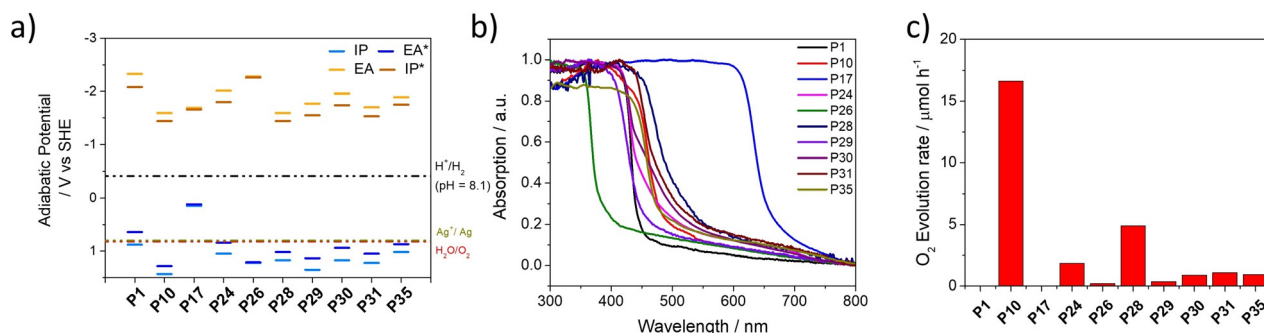 a)
-3
-2
-1
0
1
Adiabatic Potential
/ V vs SHE
IP
EA*
EA
IP*
H⁺/H₂
(pH = 8.1)
Ag⁺/ Ag
H₂O/O₂
P1 P10 P17 P24 P26 P28 P29 P30 P31 P35
b)
1.0
0.8
0.6
0.4
0.2
0.0
Absorption / a.u.
300 400 500 600 700 800
Wavelength / nm
P1
P10
P17
P24
P26
P28
P29
P30
P31
P35
c)
20
15
10
5
0
O₂ Evolution rate / μmol h⁻¹
P1 P10 P17 P24 P26 P28 P29 P30 P31 P35